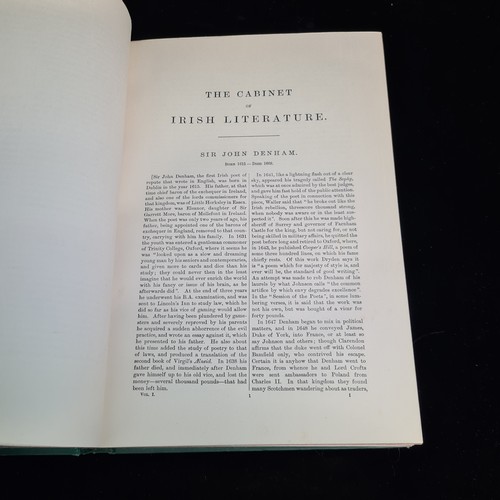 THE CABINET
OF
IRISH LITERATURE.
SIR JOHN DENHAM.
BORN 1615 — DIED 1668.
[Sir John Denham, the first Irish poet of
repute that wrote in English, was born in
Dublin in the year 1615. His father, at that
time chief baron of the exchequer in Ireland,
and also one of the lords commissioners for
that kingdom, was of Little Horkesley in Essex.
His mother was Eleanor, daughter of Sir
Garrett More, baron of Mellefont in Ireland.
When the poet was only two years of age, his
father, being appointed one of the barons of
exchequer in England, removed to that coun-
try, carrying with him his family. In 1631
the youth was entered a gentleman commoner
of Trinity College, Oxford, where it seems he
was "looked upon as a slow and dreaming
young man by his seniors and contemporaries,
and given more to cards and dice than his
study; they could never then in the least
imagine that he would ever enrich the world
with his fancy or issue of his brain, as he
afterwards did." At the end of three years
he underwent his B.A. examination, and was
sent to Lincoln's Inn to study law, which he
did so far as his vice of gaming would allow
him. After having been plundered by game-
sters and severely reproved by his parents
he acquired a sudden abhorrence of the evil
practice, and wrote an essay against it, which
he presented to his father. He also about
this time added the study of poetry to that
of laws, and produced a translation of the
second book of Virgil's Æneid. In 1638 his
father died, and immediately after Denham
gave himself up to his old vice, and lost the
money—several thousand pounds—that had
been left him.
VOL. I.
In 1641, like a lightning flash out of a clear
sky, appeared his tragedy called The Sophy,
which was at once admired by the best judges,
and gave him fast hold of the public attention.
Speaking of the poet in connection with this
piece, Waller said that "he broke out like the
Irish rebellion, threescore thousand strong,
when nobody was aware or in the least sus-
pected it." Soon after this he was made high-
sheriff of Surrey and governor of Farnham
Castle for the king, but not caring for, or not
being skilled in military affairs, he quitted the
post before long and retired to Oxford, where,
in 1643, he published Cooper's Hill, a poem of
some three hundred lines, on which his fame
chiefly rests. Of this work Dryden says it
is "a poem which for majesty of style is, and
ever will be, the standard of good writing."
An attempt was made to rob Denham of his
laurels by what Johnson calls "the common
artifice by which envy degrades excellence."
In the "Session of the Poets", in some lum-
bering verses, it is said that the work was
not his own, but was bought of a vicar for
forty pounds.
In 1647 Denham began to mix in political
matters, and in 1648 he conveyed James,
Duke of York, into France, or at least so
say Johnson and others; though Clarendon
affirms that the duke went off with Colonel
Bamfield only, who contrived his escape.
Certain it is anyhow that Denham went to
France, from whence he and Lord Crofts
were sent ambassadors to Poland from
Charles II. In that kingdom they found
many Scotchmen wandering about as traders,
1
1